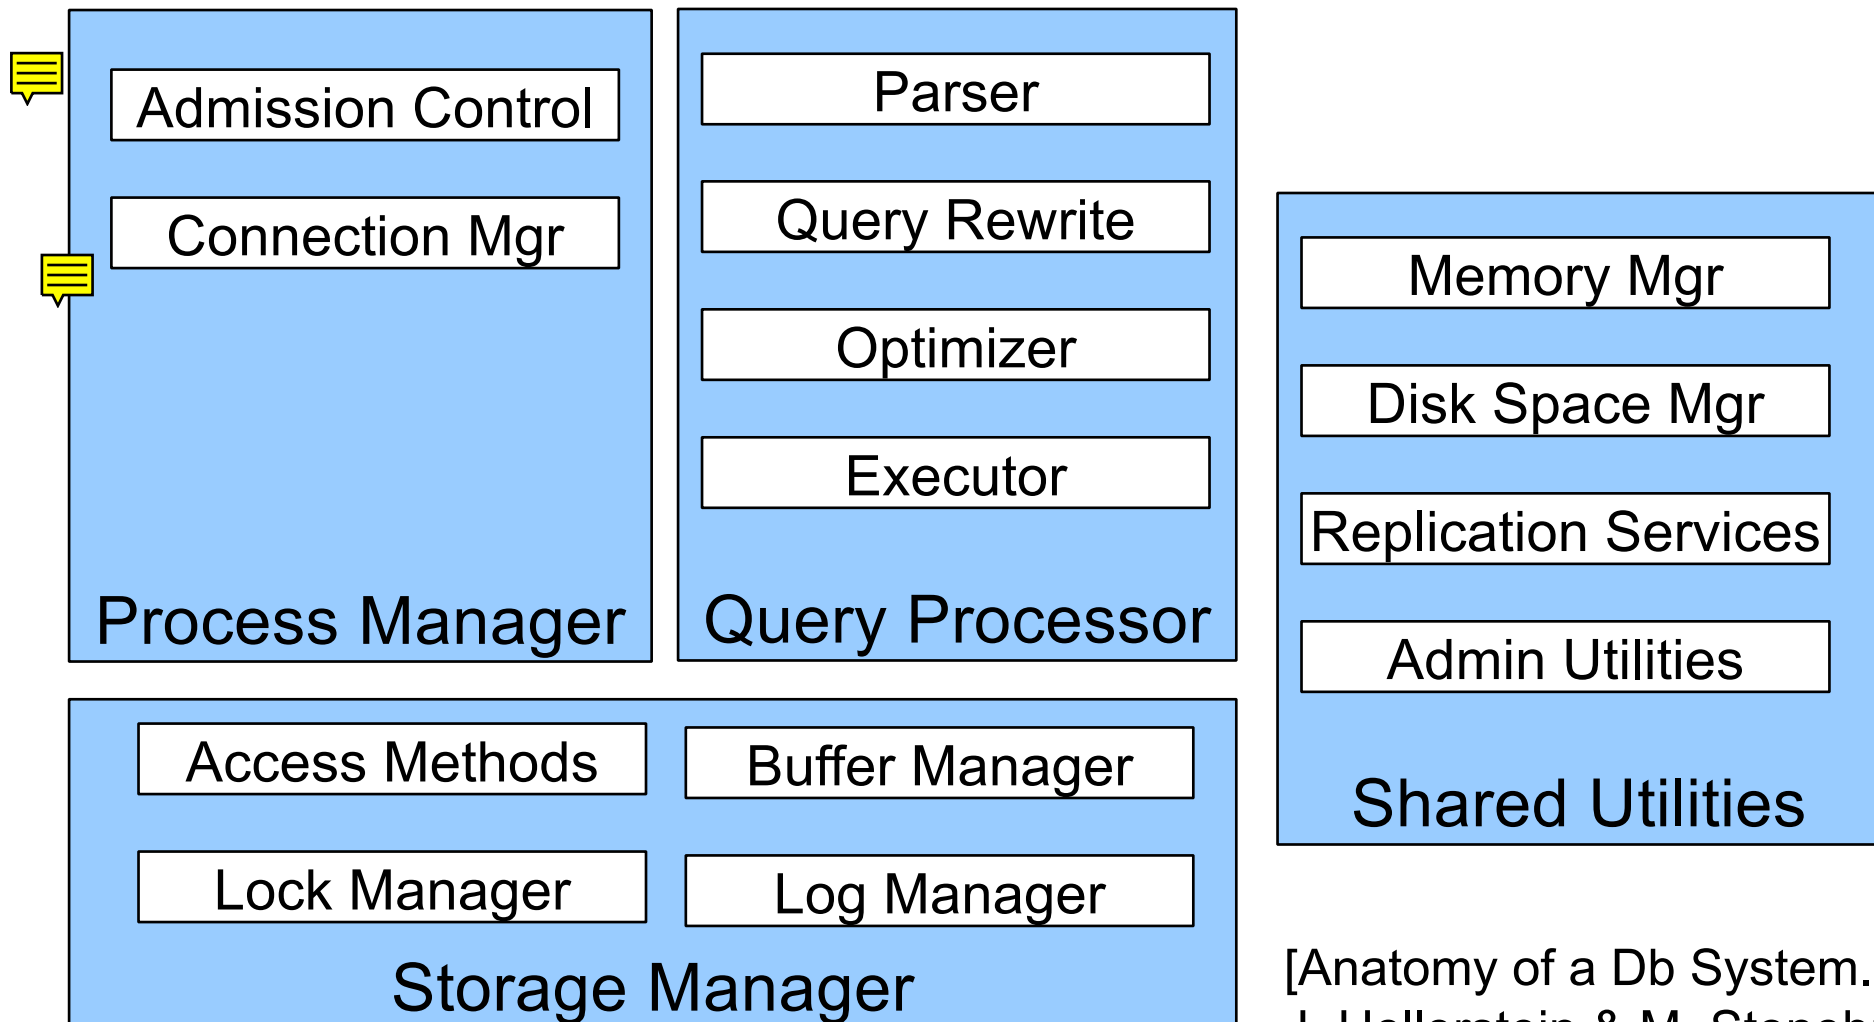 Admission Control
Connection Mgr
Process Manager
Parser
Query Rewrite
Optimizer
Executor
Query Processor
Memory Mgr
Disk Space Mgr
Replication Services
Admin Utilities
Shared Utilities
Access Methods
Buffer Manager
Lock Manager
Log Manager
Storage Manager
[Anatomy of a Db System.
Hellerstein & M.